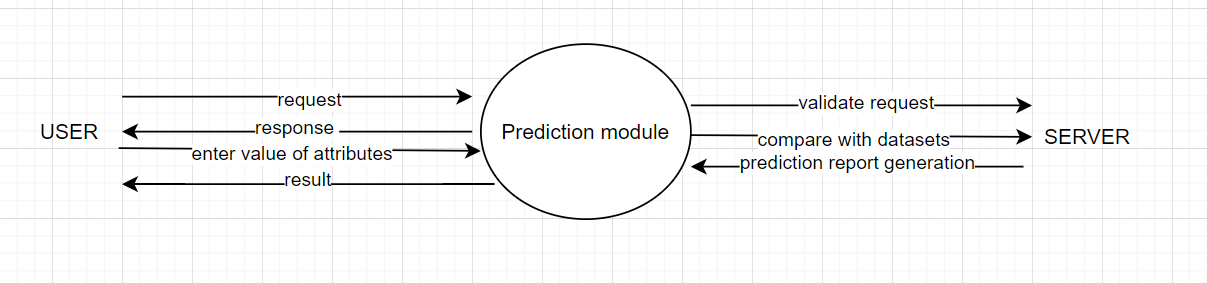 request
validate request
USER
response
Prediction module
compare with datasets
SERVER
enter value of attributes
prediction report generation
result